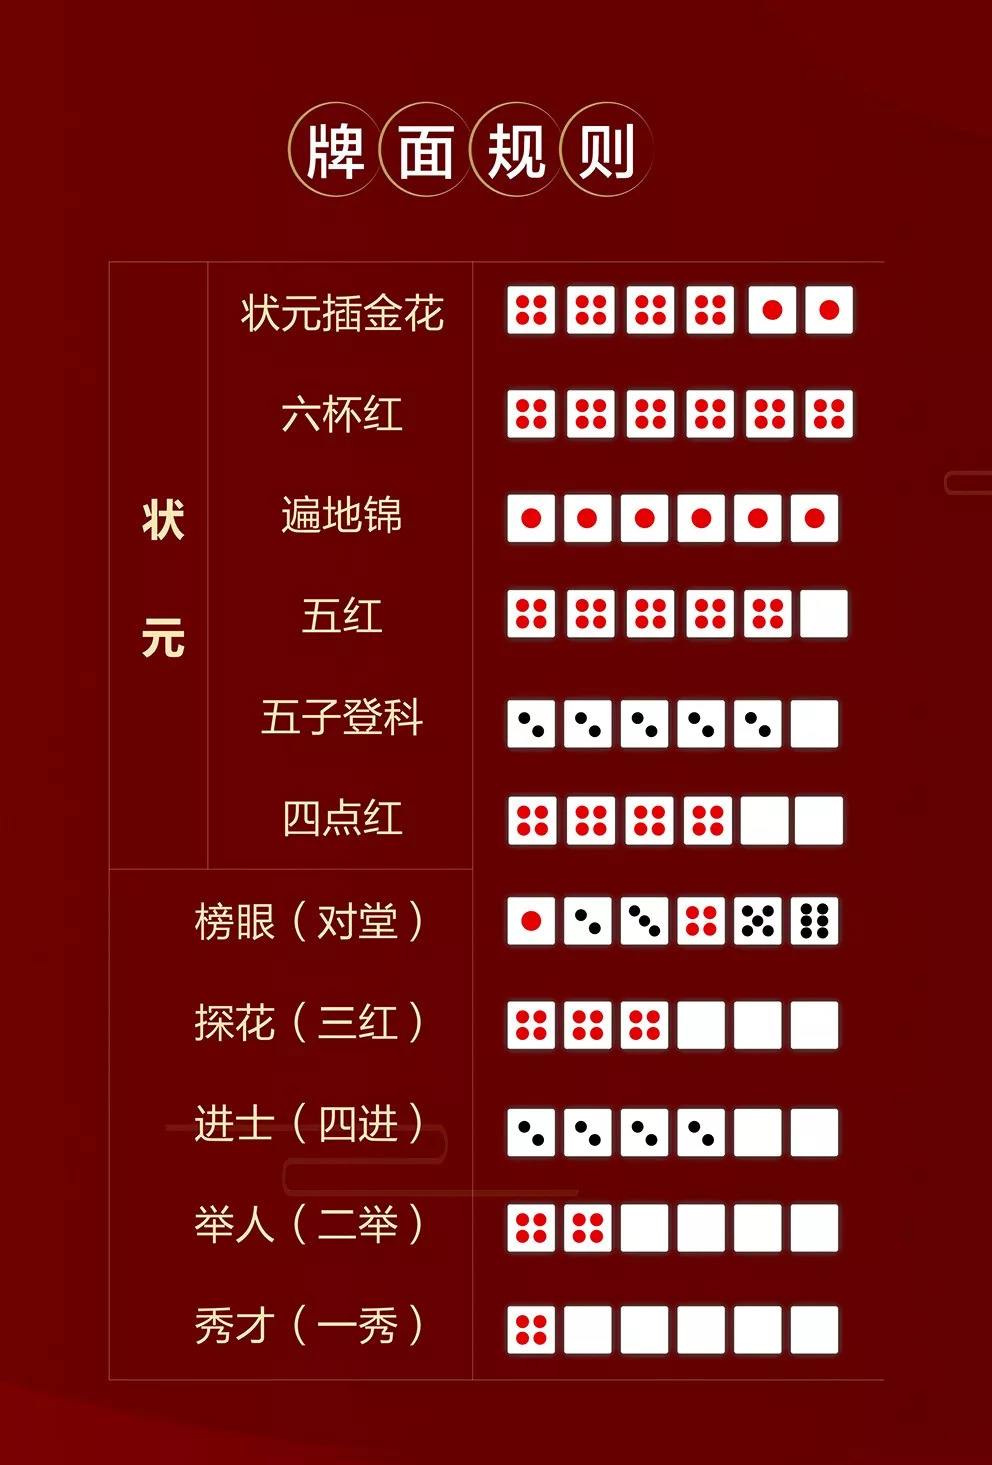 牌面规则
状元
状元插金花
六杯红
遍地锦
五红
五子登科
四点红
榜眼（对堂）
探花（三红）
进士（四进）
举人（二举）
秀才（一秀）